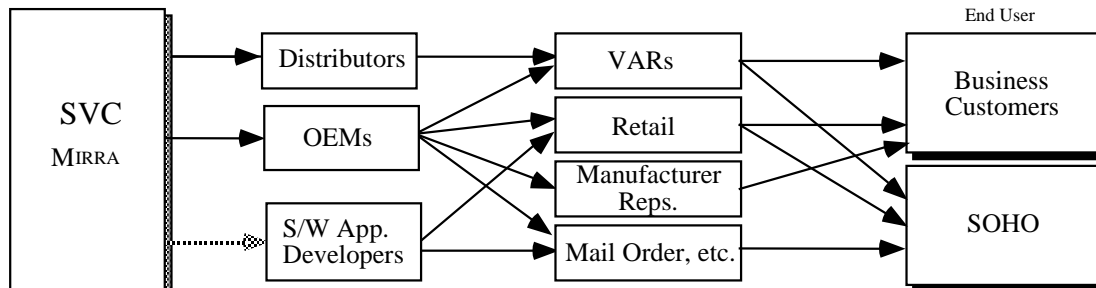 End User
SVC
MIRRA
Distributors
OEMs
S/W App.
Developers
VARs
Retail
Manufacturer
Reps.
Mail Order, etc.
Business
Customers
SOHO